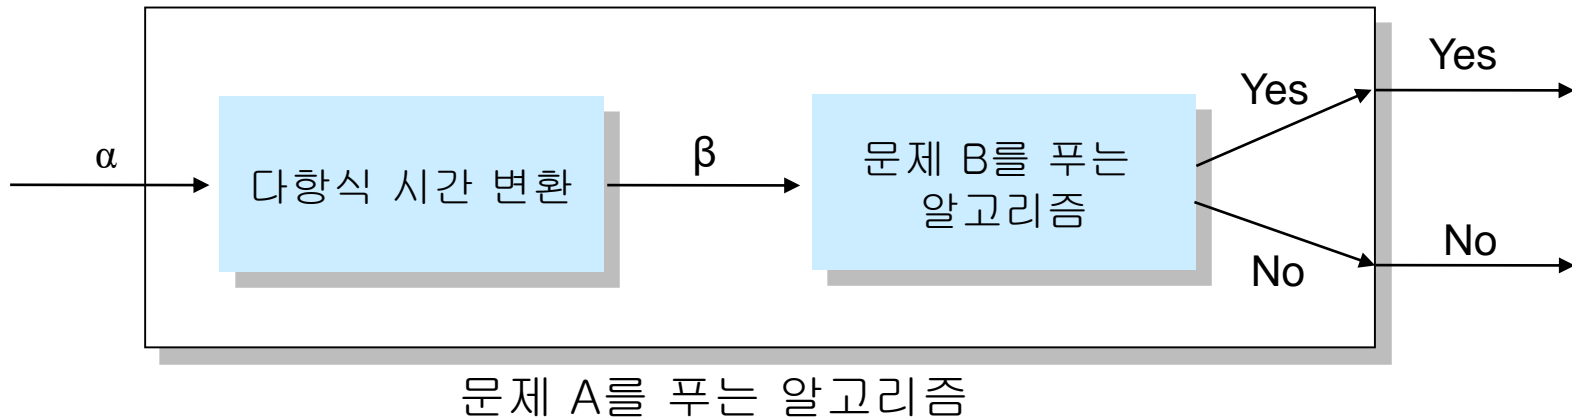 α
다항식 시간 변환
β
문제 B를 푸는
알고리즘
Yes
No
Yes
No
문제 A를 푸는 알고리즘